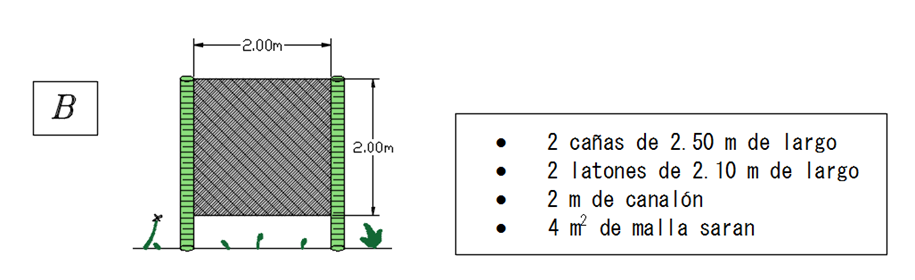 2.00m
B
2.00m
• 2 cañas de 2.50 m de largo
• 2 latones de 2.10 m de largo
• 2 m de canalón
• 4 m² de malla saran